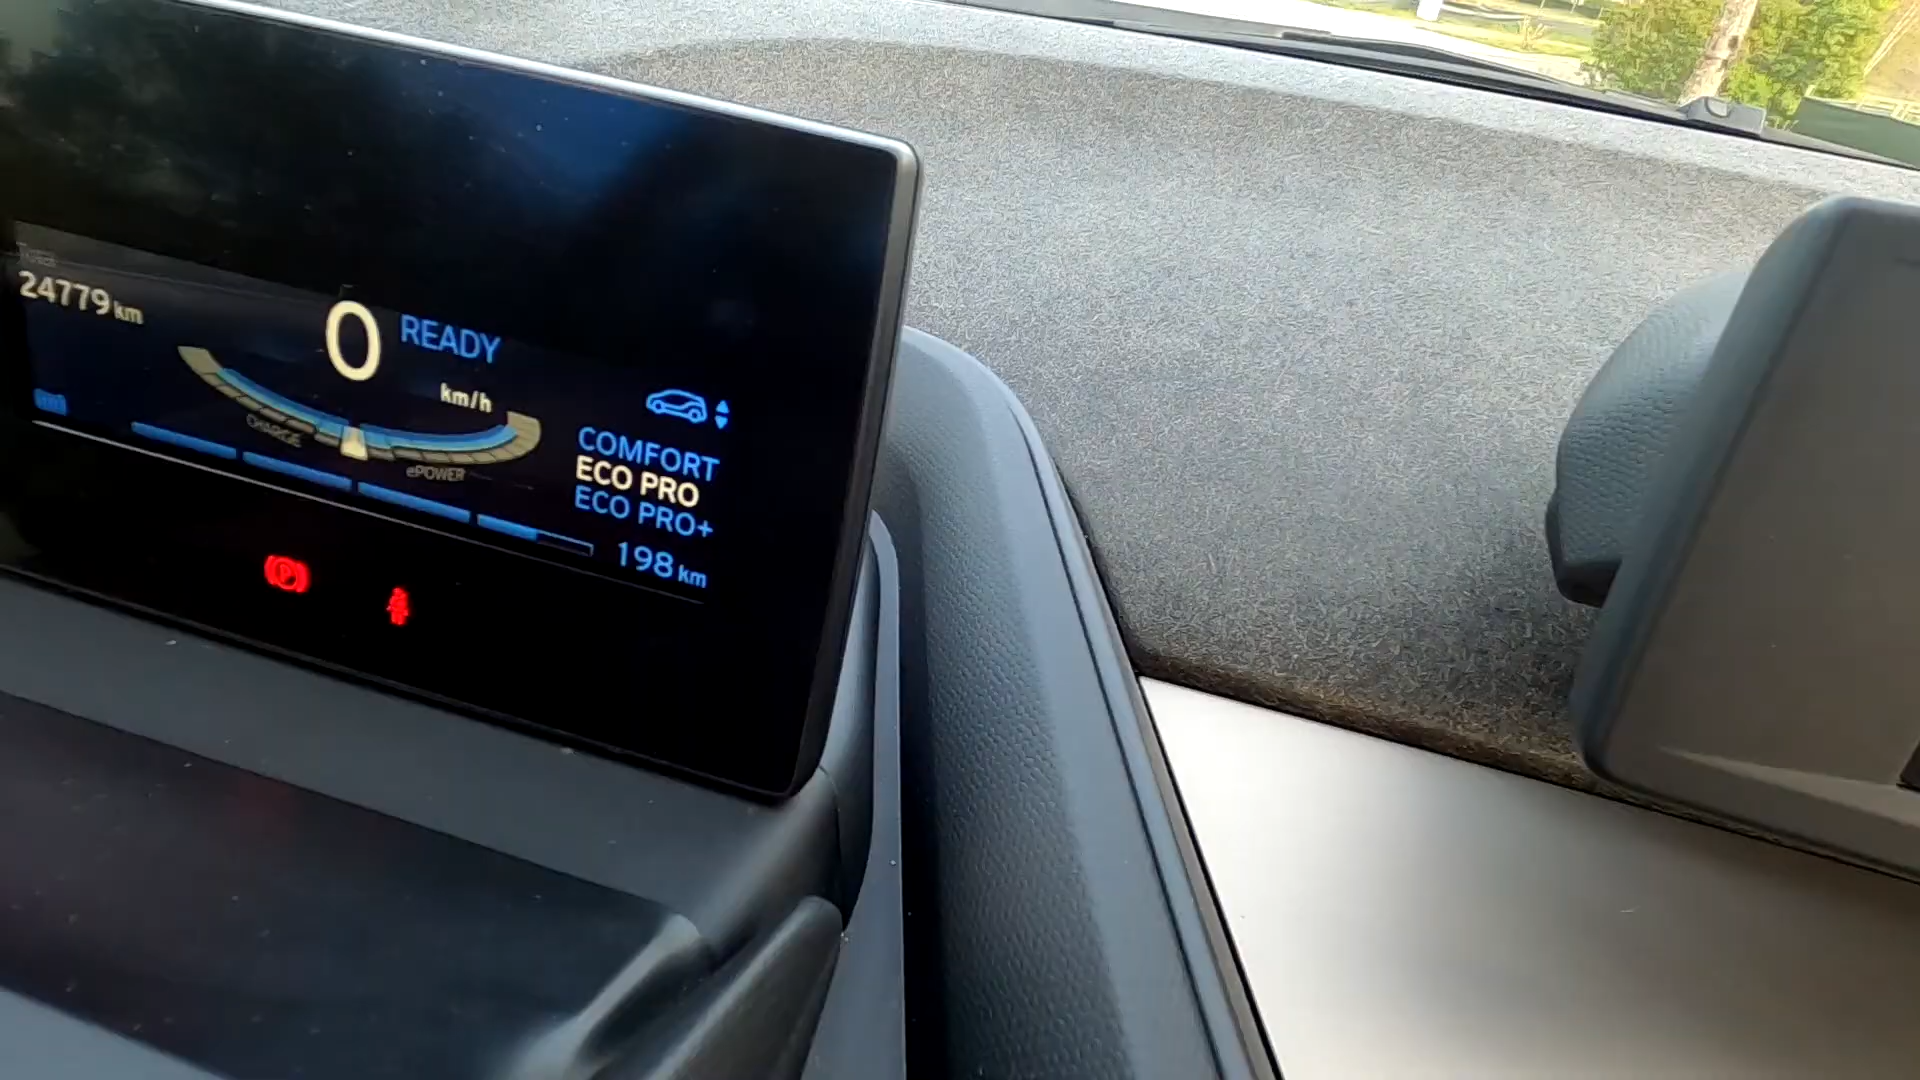 24779 km
0 READY
km/h
CHARGE
ePOWER
COMFORT
ECO PRO
ECO PRO+
198 km
P